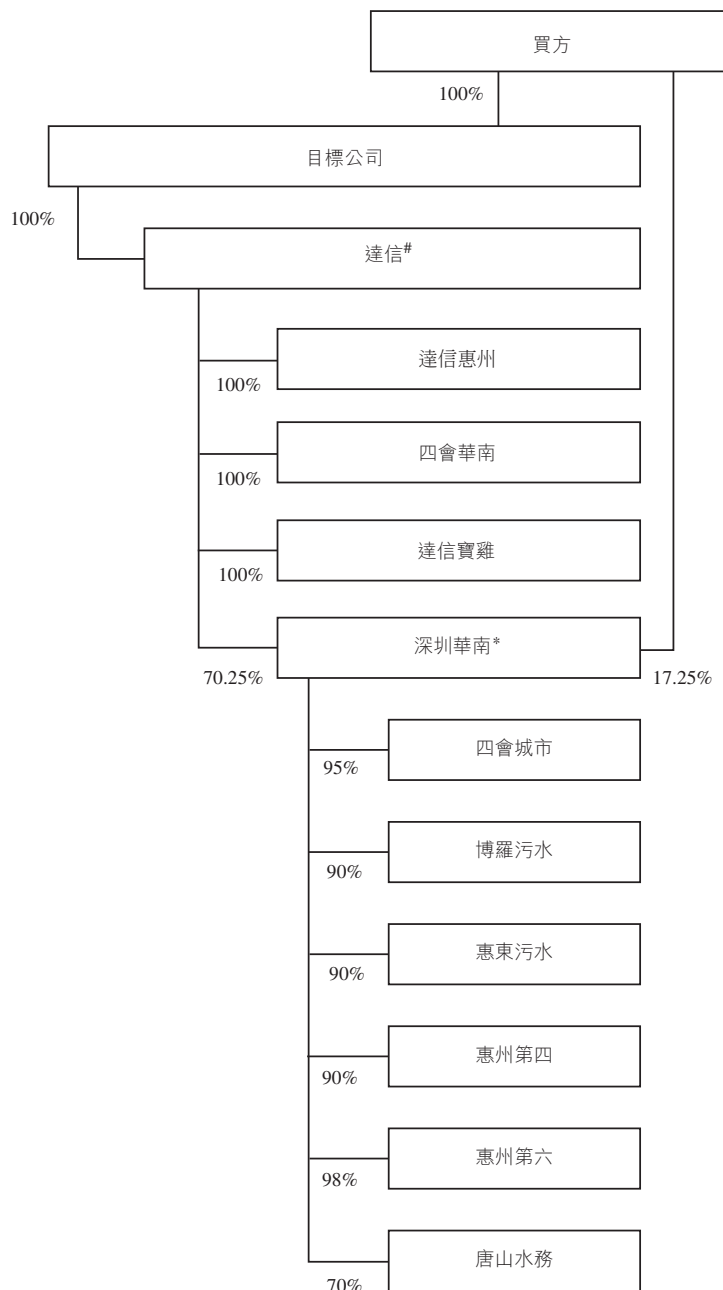 買方
100%
目標公司
100%
達信#
達信惠州
100%
四會華南
100%
達信寶雞
100%
深圳華南*
70.25%
17.25%
四會城市
95%
博羅污水
90%
惠東污水
90%
惠州第四
90%
惠州第六
98%
唐山水務
70%